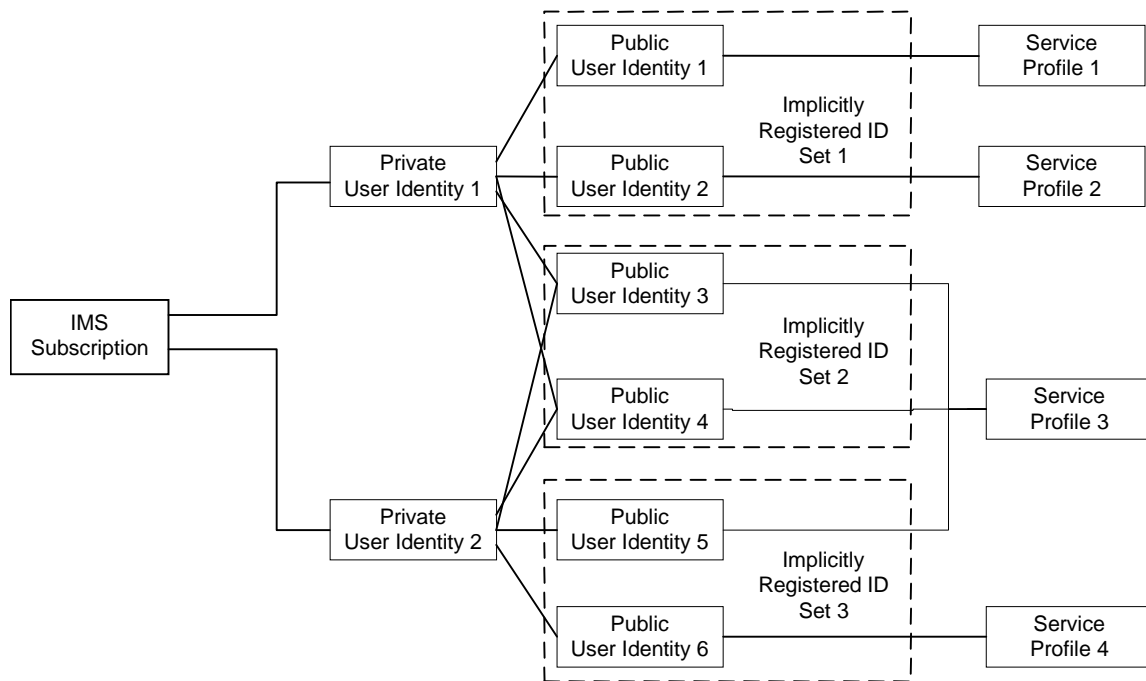 IMS
Subscription
Private
User Identity 1
Private
User Identity 2
Public
User Identity 1
Public
User Identity 2
Implicitly
Registered ID
Set 1
Public
User Identity 3
Public
User Identity 4
Implicitly
Registered ID
Set 2
Public
User Identity 5
Public
User Identity 6
Implicitly
Registered ID
Set 3
Service
Profile 1
Service
Profile 2
Service
Profile 3
Service
Profile 4